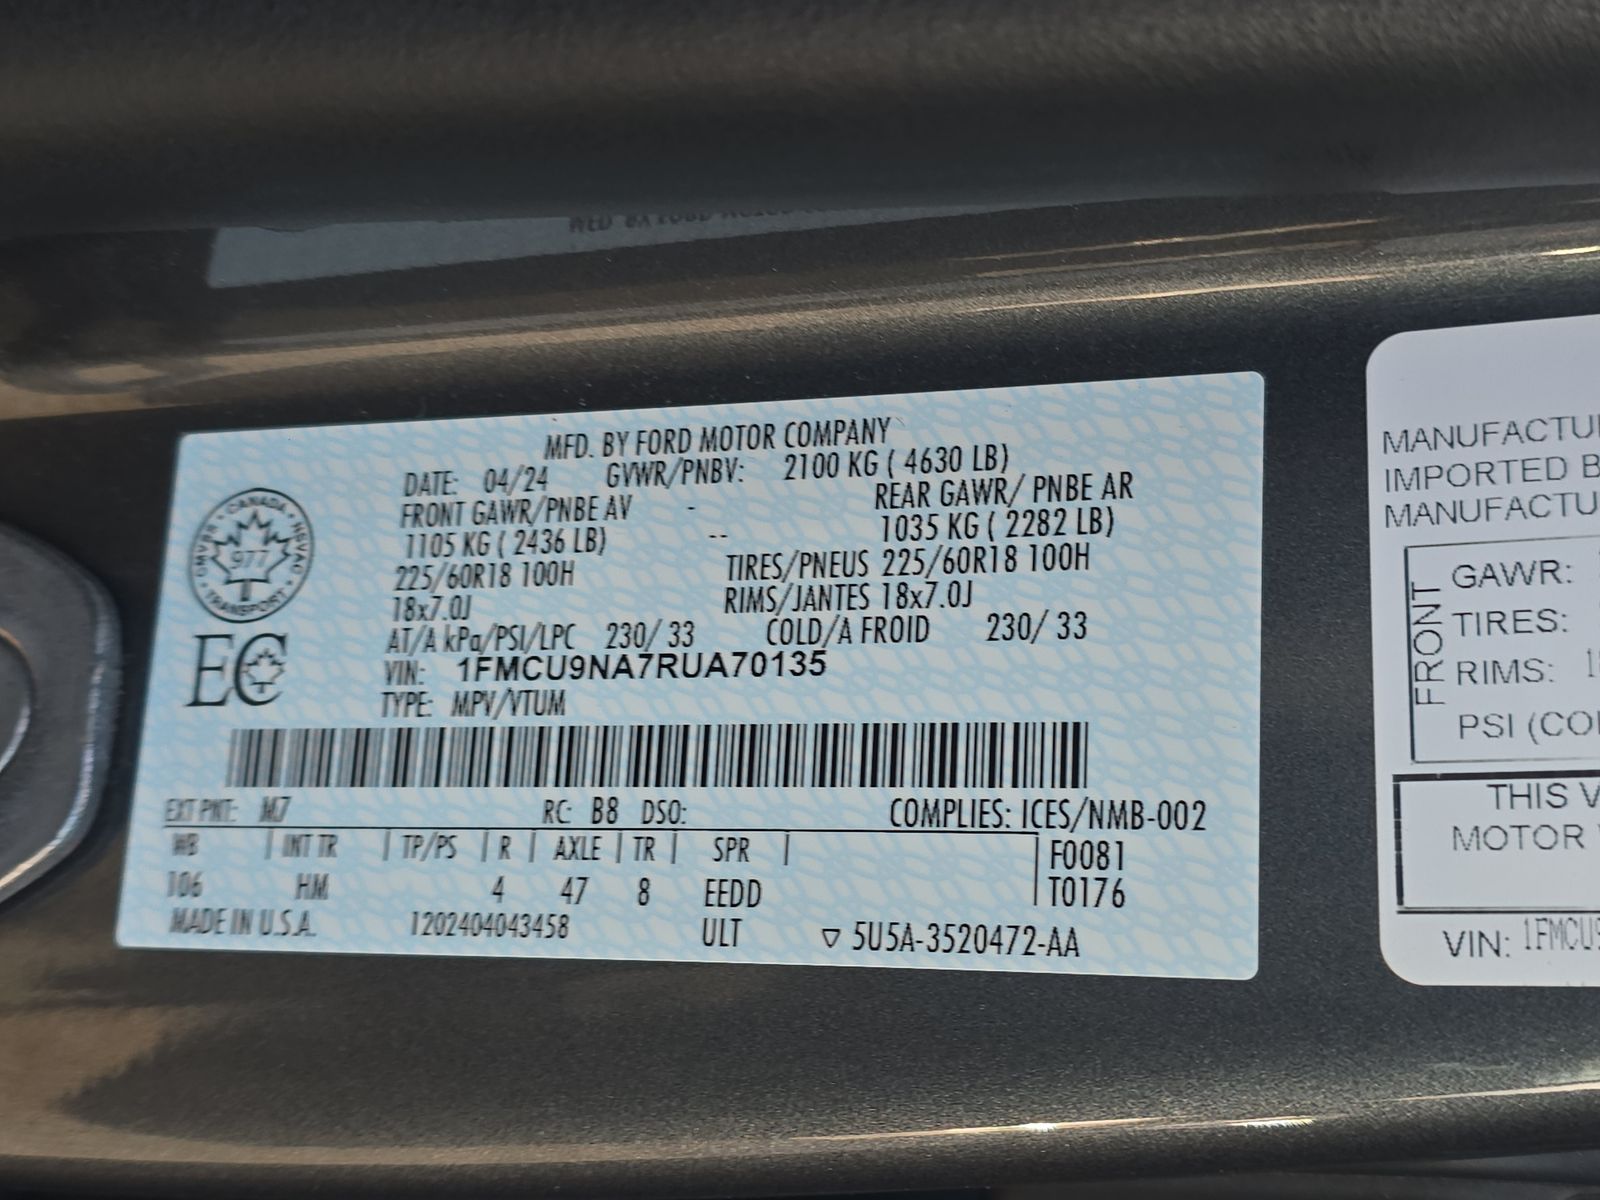 MFD. BY FORD MOTOR COMPANY
DATE: 04/24 GVWR/PNBV: 2100 KG ( 4630 LB)
FRONT GAWR/PNBE AV - REAR GAWR/ PNBE AR
1105 KG ( 2436 LB) -- 1035 KG ( 2282 LB)
225/60R18 100H TIRES/PNEUS 225/60R18 100H
18x7.0J RIMS/JANTES 18x7.0J
AT/A kPa/PSI/LPC 230/ 33 COLD/A FROID 230/ 33
VIN: 1FMCU9NA7RUA70135
TYPE: MPV/VTUM
CANADA
CMVSR NSVAC
977
TRANSPORT
EC
EXT PNT: M7 RC: B8 DSO: COMPLIES: ICES/NMB-002
WB INT TR TP/PS R AXLE TR SPR F0081
106 HM 4 47 8 EEDD T0176
MADE IN U.S.A. 1202404043458 ULT ▽ 5U5A-3520472-AA
MANUFACTU
IMPORTED B
MANUFACTU
FRONT
GAWR:
TIRES:
RIMS: 1
PSI (CO
THIS V
MOTOR
VIN: 1FMCU9